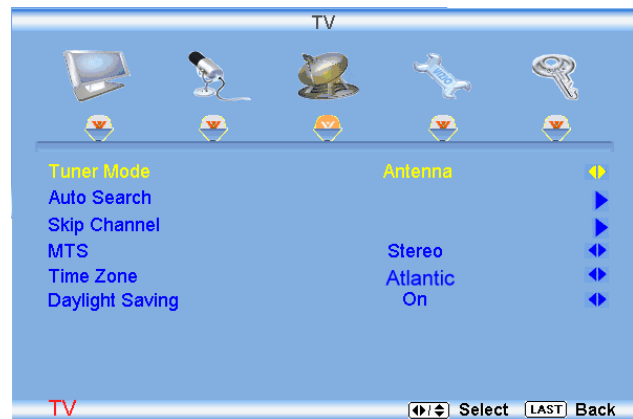 TV
VIZIO
Tuner Mode Antenna
Auto Search
Skip Channel
MTS Stereo
Time Zone Atlantic
Daylight Saving On
TV Select LAST Back